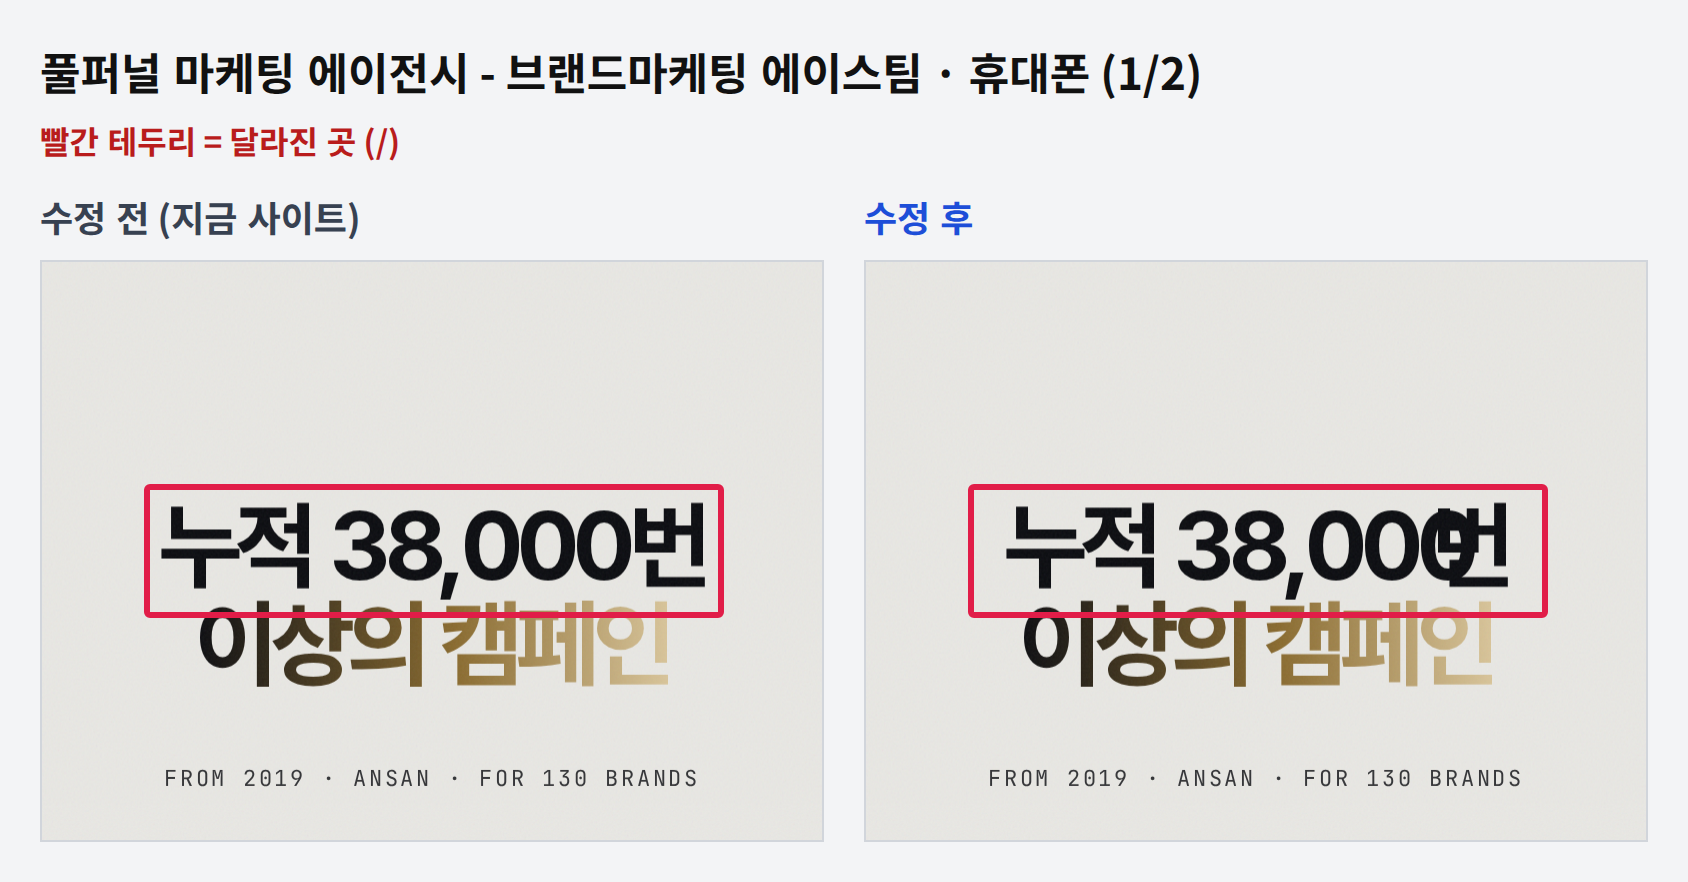 풀퍼널 마케팅 에이전시 - 브랜드마케팅 에이스팀 · 휴대폰 (1/2)
빨간 테두리 = 달라진 곳 (/)
수정 전 (지금 사이트)
누적 38,000번
이상의 캠페인
FROM 2019 · ANSAN · FOR 130 BRANDS
수정 후
누적 38,000번
이상의 캠페인
FROM 2019 · ANSAN · FOR 130 BRANDS